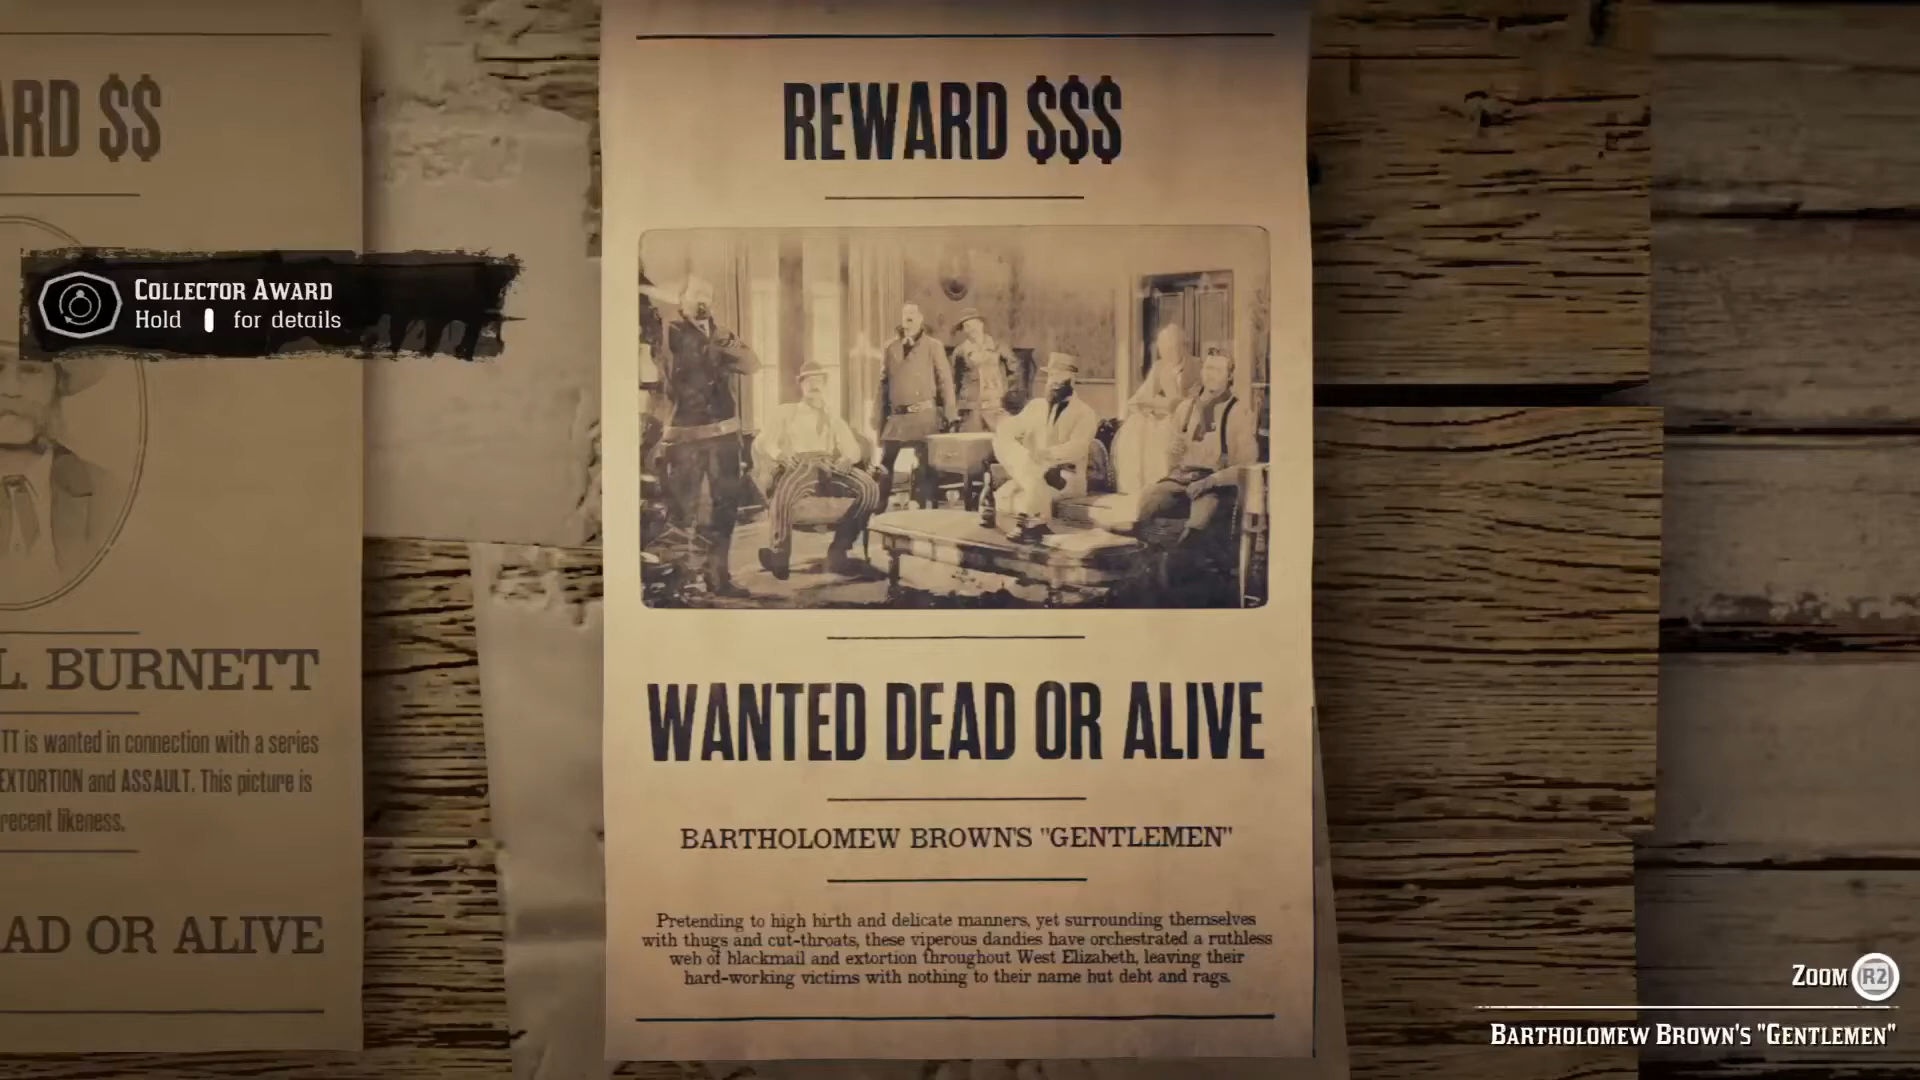 ARD $$
L. BURNETT
TT is wanted in connection with a series
EXTORTION and ASSAULT. This picture is
recent likeness.
AD OR ALIVE
COLLECTOR AWARD
Hold for details
REWARD $$$
WANTED DEAD OR ALIVE
BARTHOLOMEW BROWN'S "GENTLEMEN"
Pretending to high birth and delicate manners, yet surrounding themselves
with thugs and cut-throats, these viperous dandies have orchestrated a ruthless
web of blackmail and extortion throughout West Elizabeth, leaving their
hard-working victims with nothing to their name but debt and rags.
ZOOM R2
BARTHOLOMEW BROWN'S "GENTLEMEN"